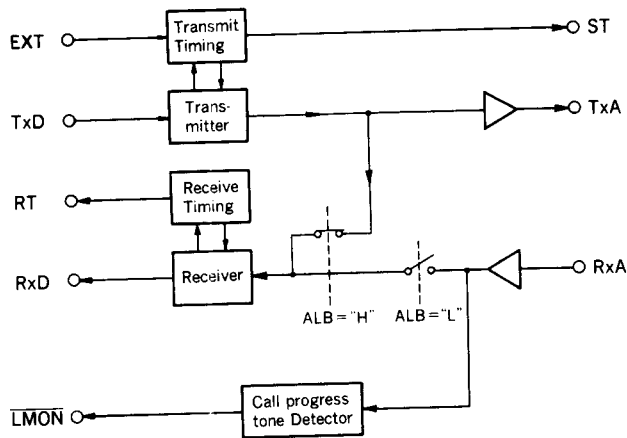 EXT
Transmit
Timing
ST
TxD
Trans-
mitter
TxA
RT
Receive
Timing
RxD
Receiver
RxA
ALB="H"
ALB="L"
LMON
Call progress
tone Detector